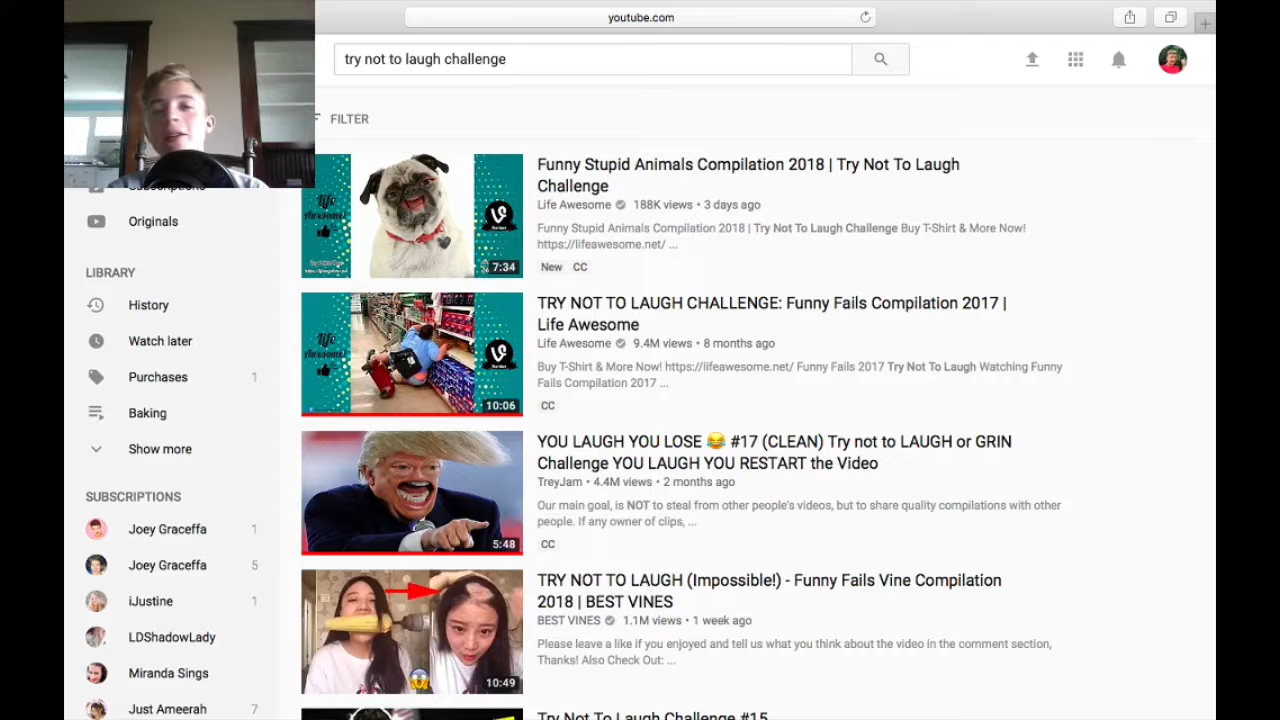 youtube.com
try not to laugh challenge
FILTER
Originals
LIBRARY
History
Watch later
Purchases 1
Baking
Show more
SUBSCRIPTIONS
Joey Graceffa 1
Joey Graceffa 5
iJustine 1
LDShadowLady
Miranda Sings
Just Ameerah 7
Life
Awesome!
7:34
Funny Stupid Animals Compilation 2018 | Try Not To Laugh
Challenge
Life Awesome 188K views • 3 days ago
Funny Stupid Animals Compilation 2018 | Try Not To Laugh Challenge Buy T-Shirt & More Now!
https://lifeawesome.net/ ...
New CC
Life
Awesome!
10:06
TRY NOT TO LAUGH CHALLENGE: Funny Fails Compilation 2017 |
Life Awesome
Life Awesome 9.4M views • 8 months ago
Buy T-Shirt & More Now! https://lifeawesome.net/ Funny Fails 2017 Try Not To Laugh Watching Funny
Fails Compilation 2017 ...
CC
5:48
YOU LAUGH YOU LOSE 😂 #17 (CLEAN) Try not to LAUGH or GRIN
Challenge YOU LAUGH YOU RESTART the Video
TreyJam • 4.4M views • 2 months ago
Our main goal, is NOT to steal from other people's videos, but to share quality compilations with other
people. If any owner of clips, ...
CC
10:49
TRY NOT TO LAUGH (Impossible!) - Funny Fails Vine Compilation
2018 | BEST VINES
BEST VINES 1.1M views • 1 week ago
Please leave a like if you enjoyed and tell us what you think about the video in the comment section,
Thanks! Also Check Out: ...
Try Not To Laugh Challenge #15